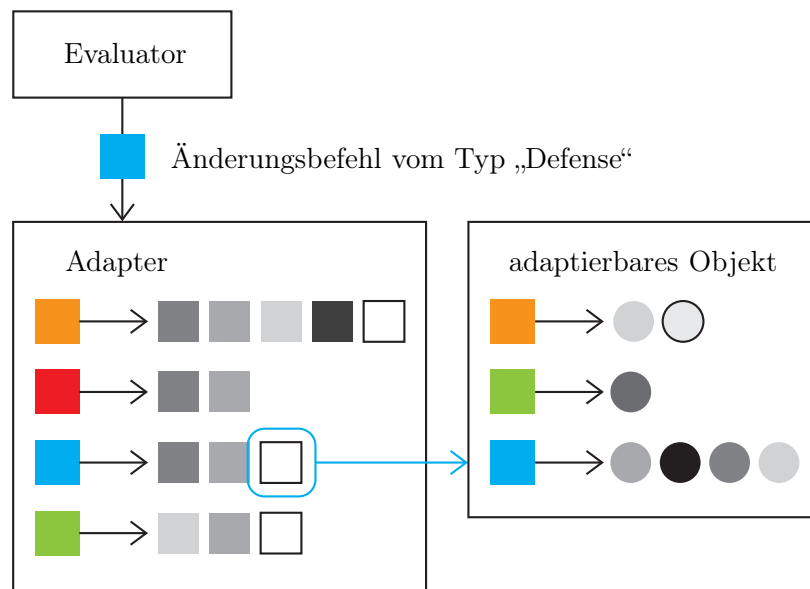 Evaluator
Änderungsbefehl vom Typ „Defense“
Adapter
adaptierbares Objekt